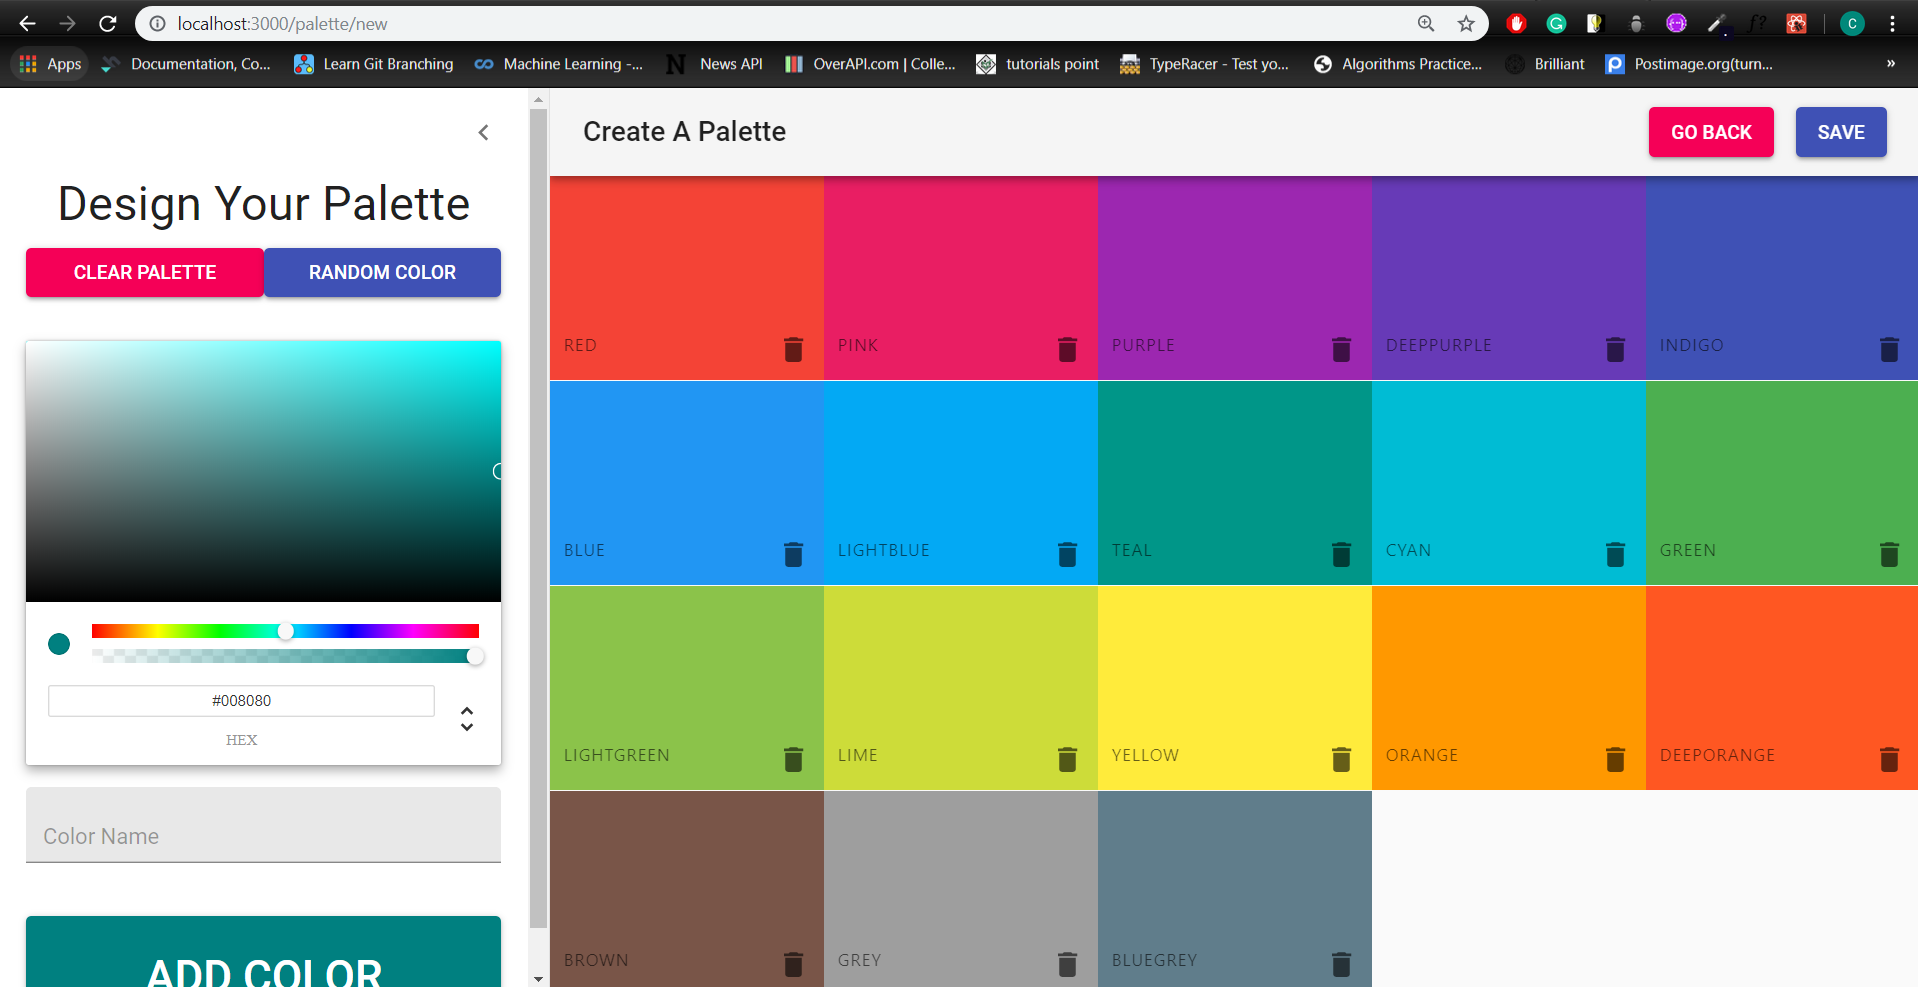 localhost:3000/palette/new
f?
C
Apps
Documentation, Co...
Learn Git Branching
Machine Learning -...
N
News API
OverAPI.com | Colle...
tutorials point
TypeRacer - Test yo...
Algorithms Practice...
Brilliant
Postimage.org(turn...
»
Create A Palette
GO BACK
SAVE
Design Your Palette
CLEAR PALETTE
RANDOM COLOR
#008080
HEX
Color Name
ADD COLOR
RED
PINK
PURPLE
DEEPPURPLE
INDIGO
BLUE
LIGHTBLUE
TEAL
CYAN
GREEN
LIGHTGREEN
LIME
YELLOW
ORANGE
DEEPORANGE
BROWN
GREY
BLUEGREY